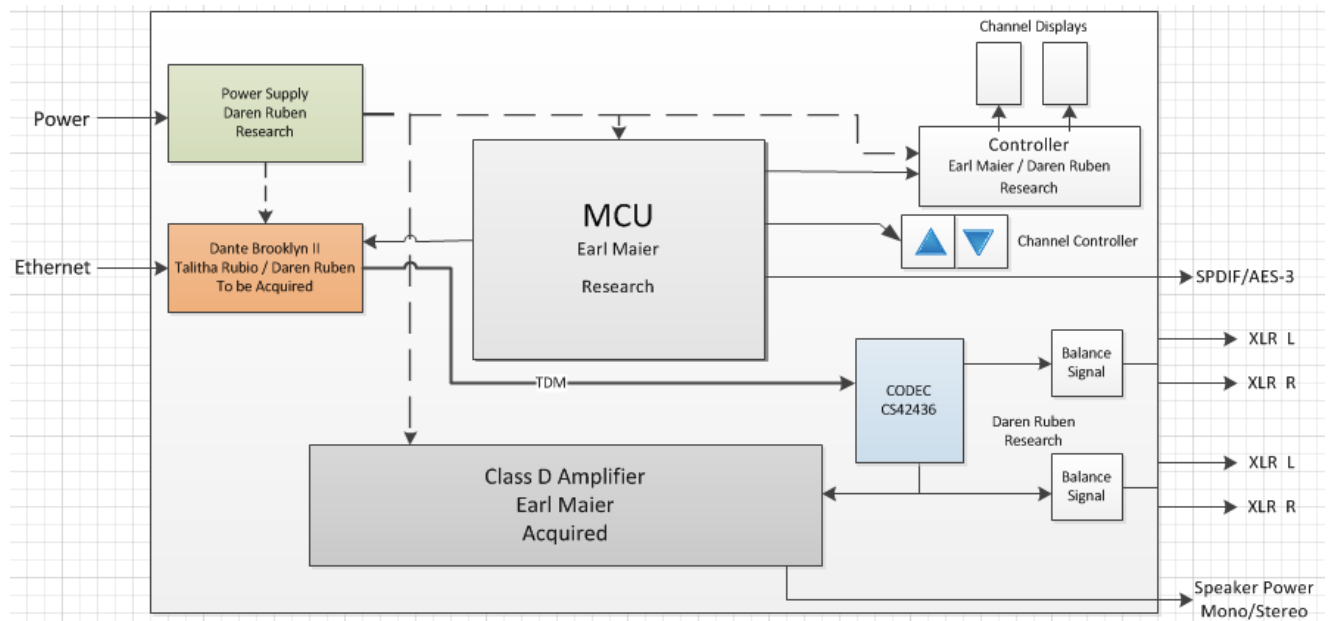 Channel Displays
Power
Power Supply
Daren Ruben
Research
Controller
Earl Maier / Daren Ruben
Research
MCU
Earl Maier
Research
Channel Controller
Ethernet
Dante Brooklyn II
Talitha Rubio / Daren Ruben
To be Acquired
SPDIF/AES-3
TDM
CODEC
CS42436
Balance
Signal
XLR L
XLR R
Daren Ruben
Research
Balance
Signal
XLR L
XLR R
Class D Amplifier
Earl Maier
Acquired
Speaker Power
Mono/Stereo